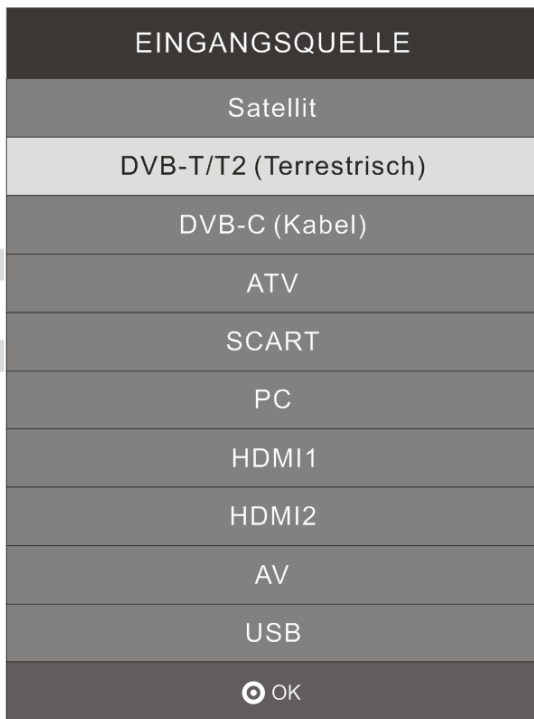 EINGANGSQUELLE
Satellit
DVB-T/T2 (Terrestrisch)
DVB-C (Kabel)
ATV
SCART
PC
HDMI1
HDMI2
AV
USB
OK